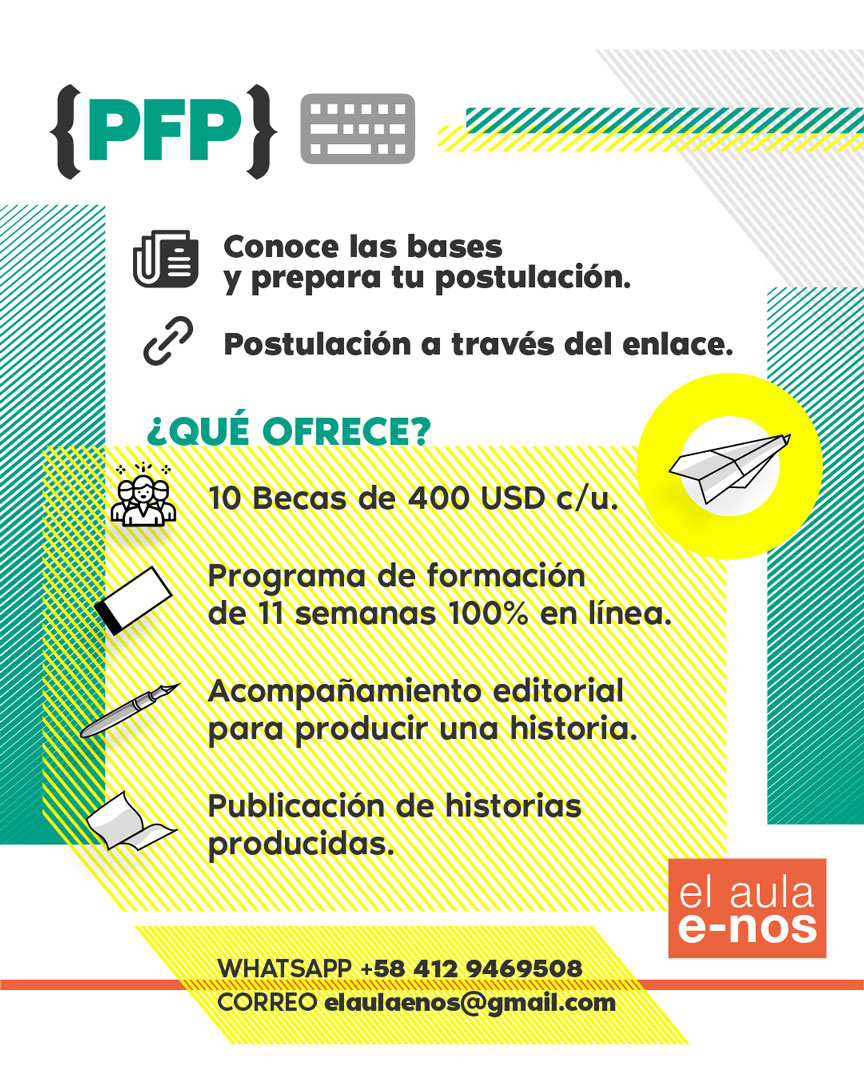 {PFP}
Conoce las bases
y prepara tu postulación.
Postulación a través del enlace.
¿QUÉ OFRECE?
10 Becas de 400 USD c/u.
Programa de formación
de 11 semanas 100% en línea.
Acompañamiento editorial
para producir una historia.
Publicación de historias
producidas.
el aula
e-nos
WHATSAPP +58 412 9469508
CORREO elaulaenos@gmail.com